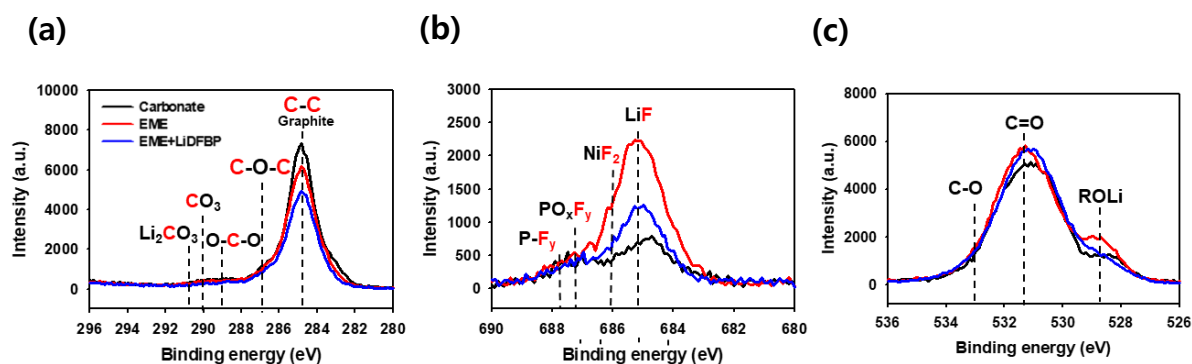 (a)
(b)
(c)
Intensity (a.u.)
10000
8000
6000
4000
2000
0
Carbonate
EME
EME+LiDFBP
C-C
Graphite
C-O-C
CO₃
Li₂CO₃
O-C-O
296 294 292 290 288 286 284 282 280
Binding energy (eV)
Intensity (a.u.)
3000
2500
2000
1500
1000
500
0
LiF
NiF₂
POₓFᵧ
P-Fᵧ
690 688 686 684 682 680
Binding energy (eV)
Intensity (a.u.)
8000
6000
4000
2000
0
C=O
C-O
ROLi
536 534 532 530 528 526
Binding energy (eV)